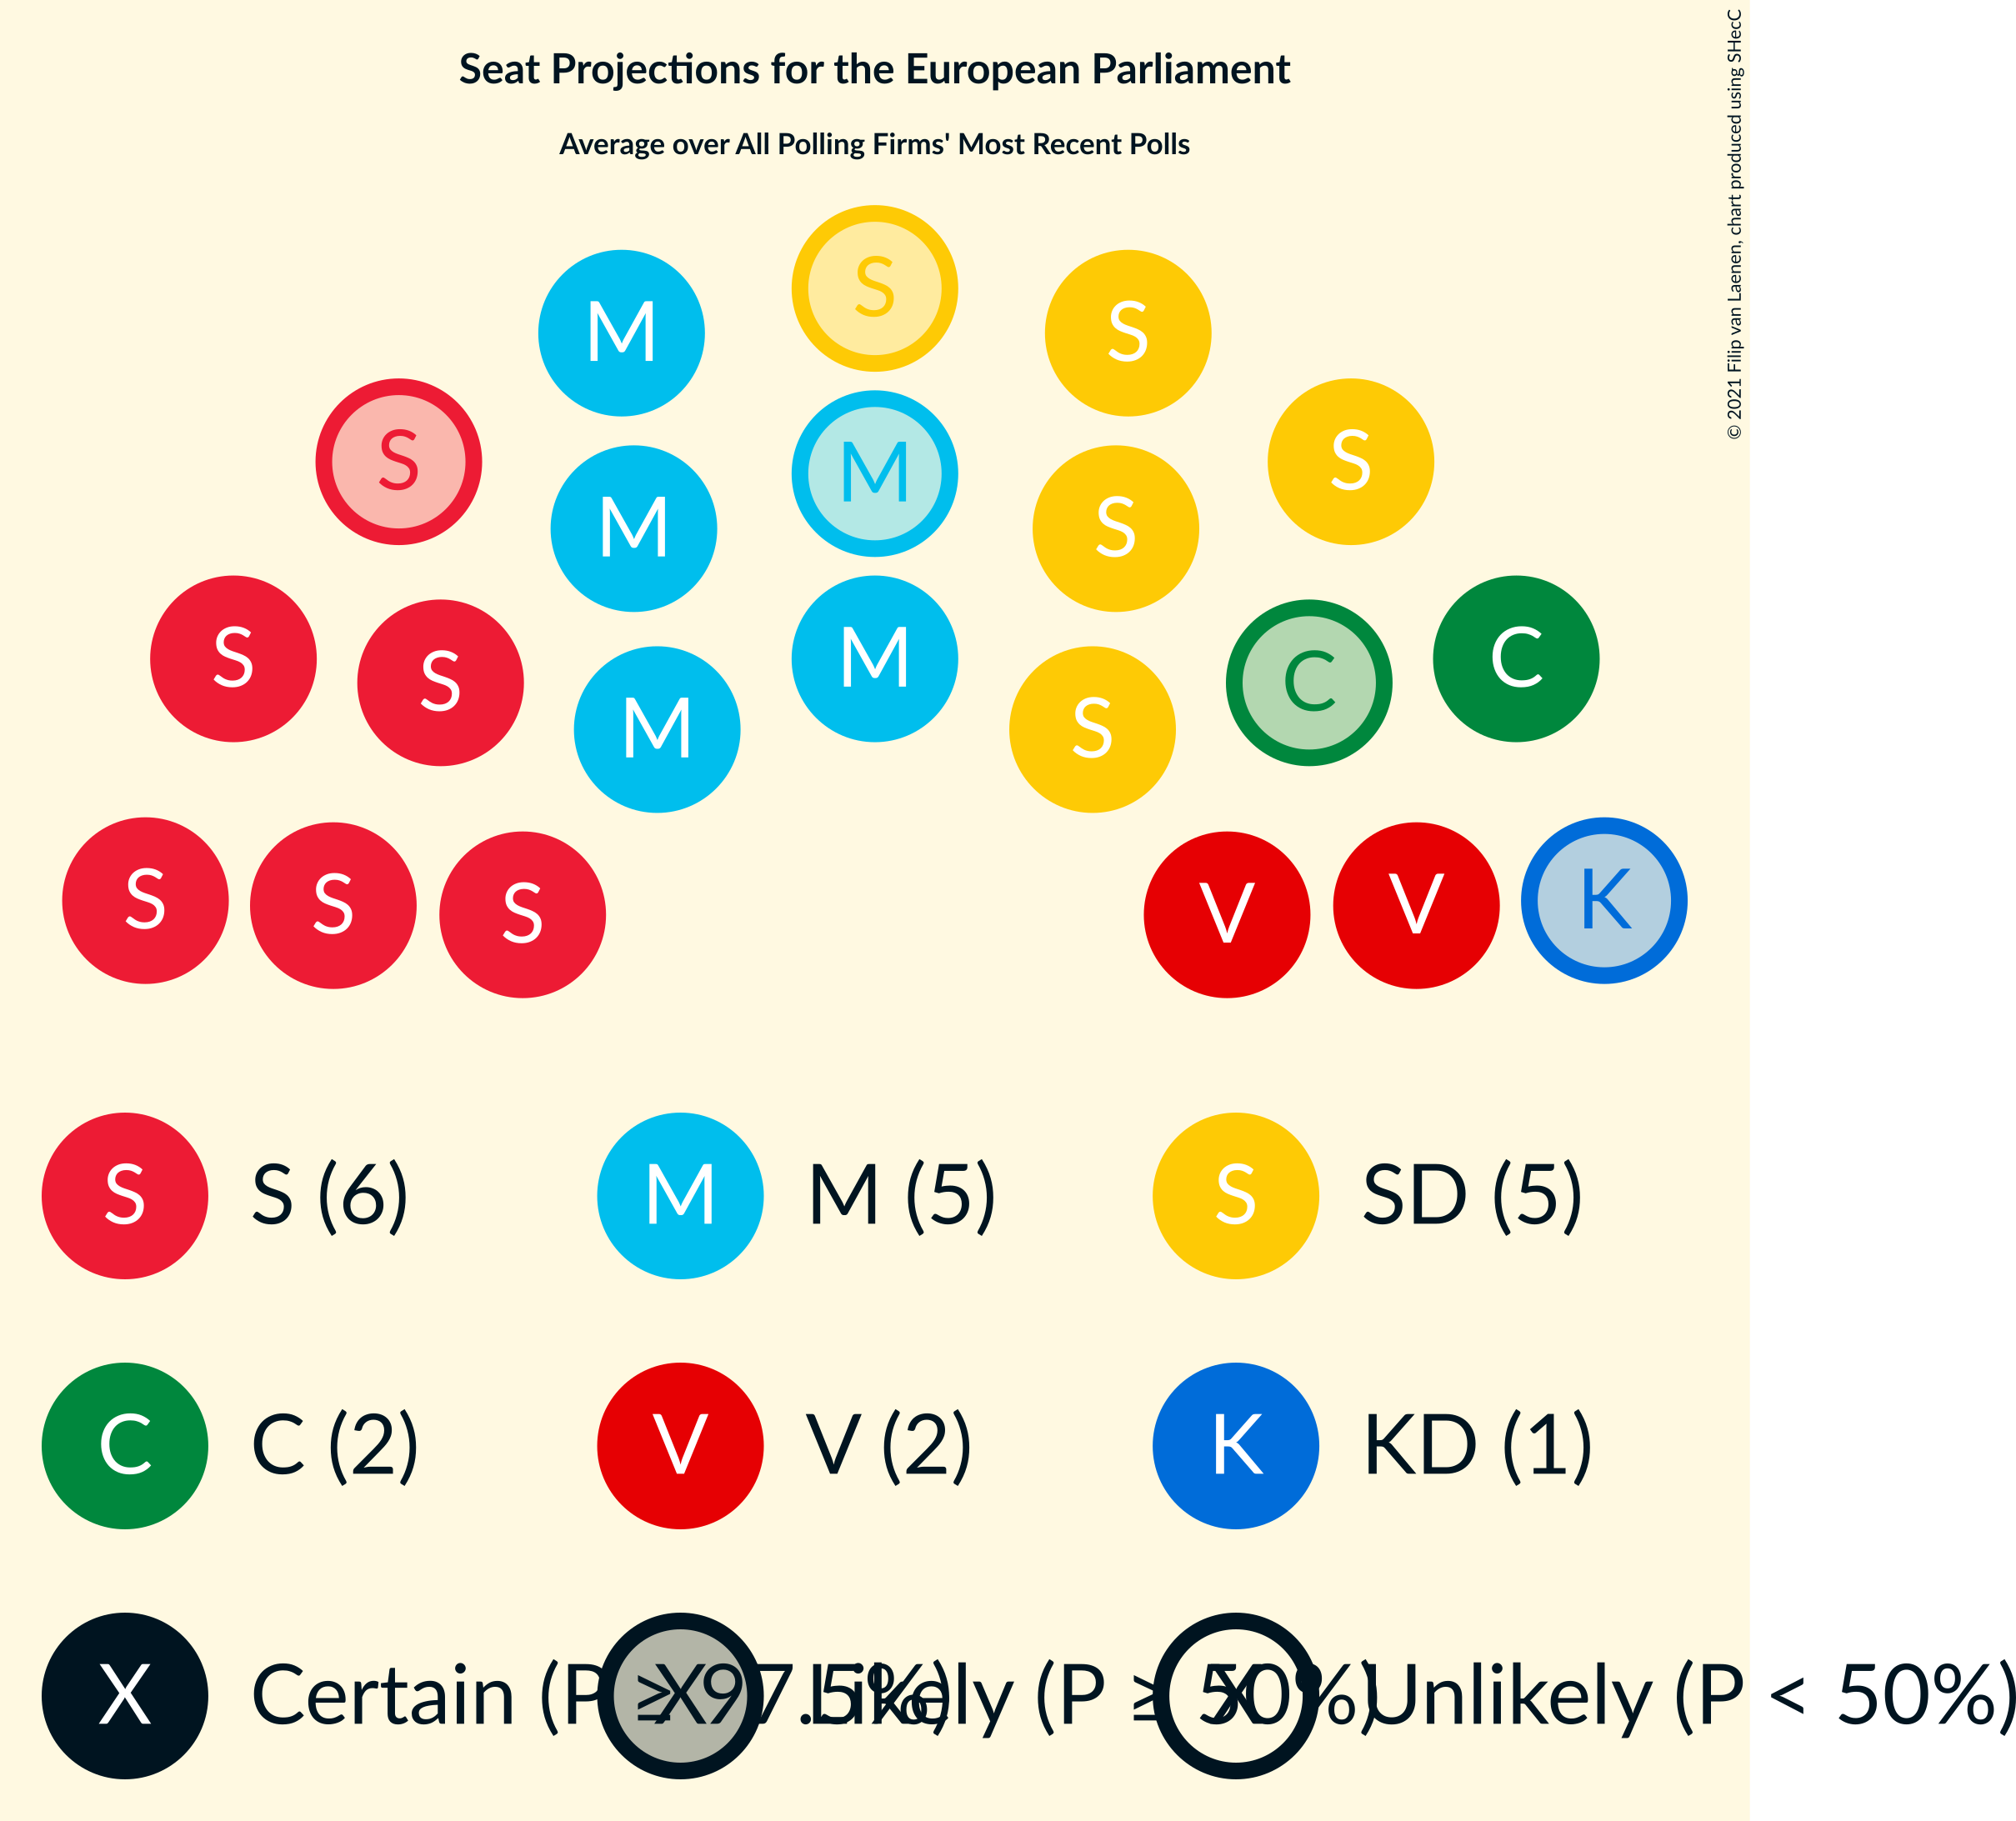 Seat Projections for the European Parliament
Average over All Polling Firms' Most Recent Polls
© 2021 Filip van Laenen, chart produced using SHecC
S
M S
S S
M M S
S S M C C
M S
S S S V V K
S S (6) M M (5) S SD (5)
C C (2) V V (2) K KD (1)
X Certain (P ≥ 97.5%) X Likely (P ≥ 50%) X Unlikely (P < 50%)